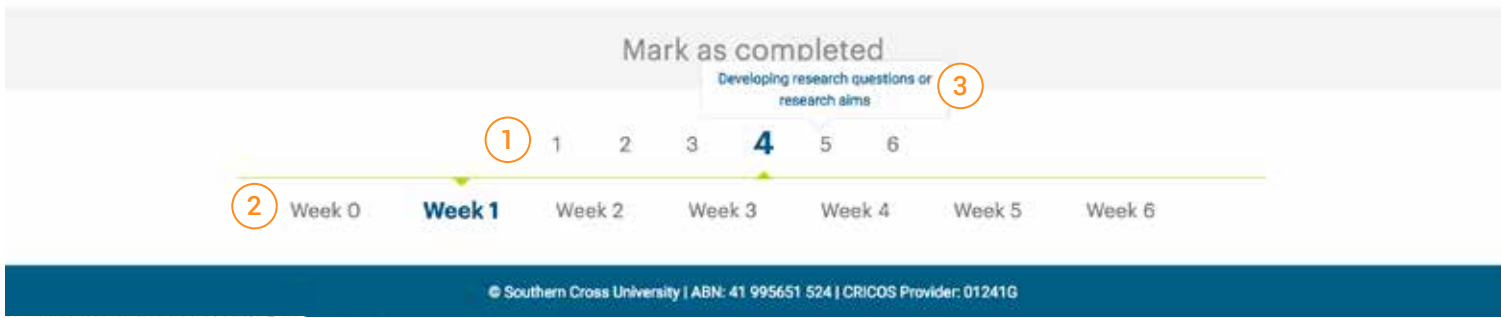 Mark as completed
Developing research questions or
research aims
3
1
1 2 3 4 5 6
2
Week 0 Week 1 Week 2 Week 3 Week 4 Week 5 Week 6
© Southern Cross University | ABN: 41 995651 524 | CRICOS Provider: 01241G